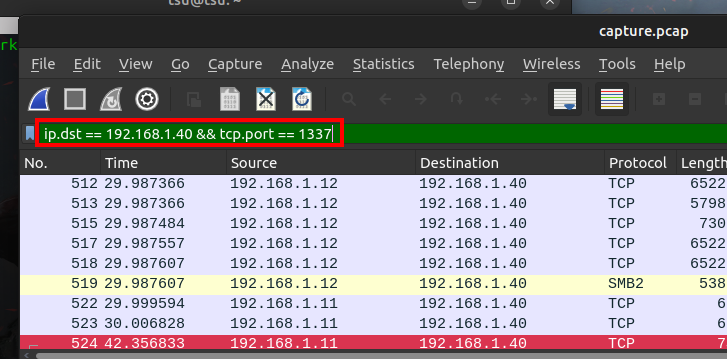 tsu@tsu: ~
capture.pcap
rk
File Edit View Go Capture Analyze Statistics Telephony Wireless Tools Help
ip.dst == 192.168.1.40 && tcp.port == 1337
No. Time Source Destination Protocol Length
512 29.987366 192.168.1.12 192.168.1.40 TCP 6522
513 29.987366 192.168.1.12 192.168.1.40 TCP 5798
515 29.987484 192.168.1.12 192.168.1.40 TCP 730
517 29.987557 192.168.1.12 192.168.1.40 TCP 6522
518 29.987607 192.168.1.12 192.168.1.40 TCP 6522
519 29.987607 192.168.1.12 192.168.1.40 SMB2 538
522 29.999594 192.168.1.11 192.168.1.40 TCP 6
523 30.006828 192.168.1.11 192.168.1.40 TCP 6
524 42.356833 192.168.1.11 192.168.1.40 TCP 7